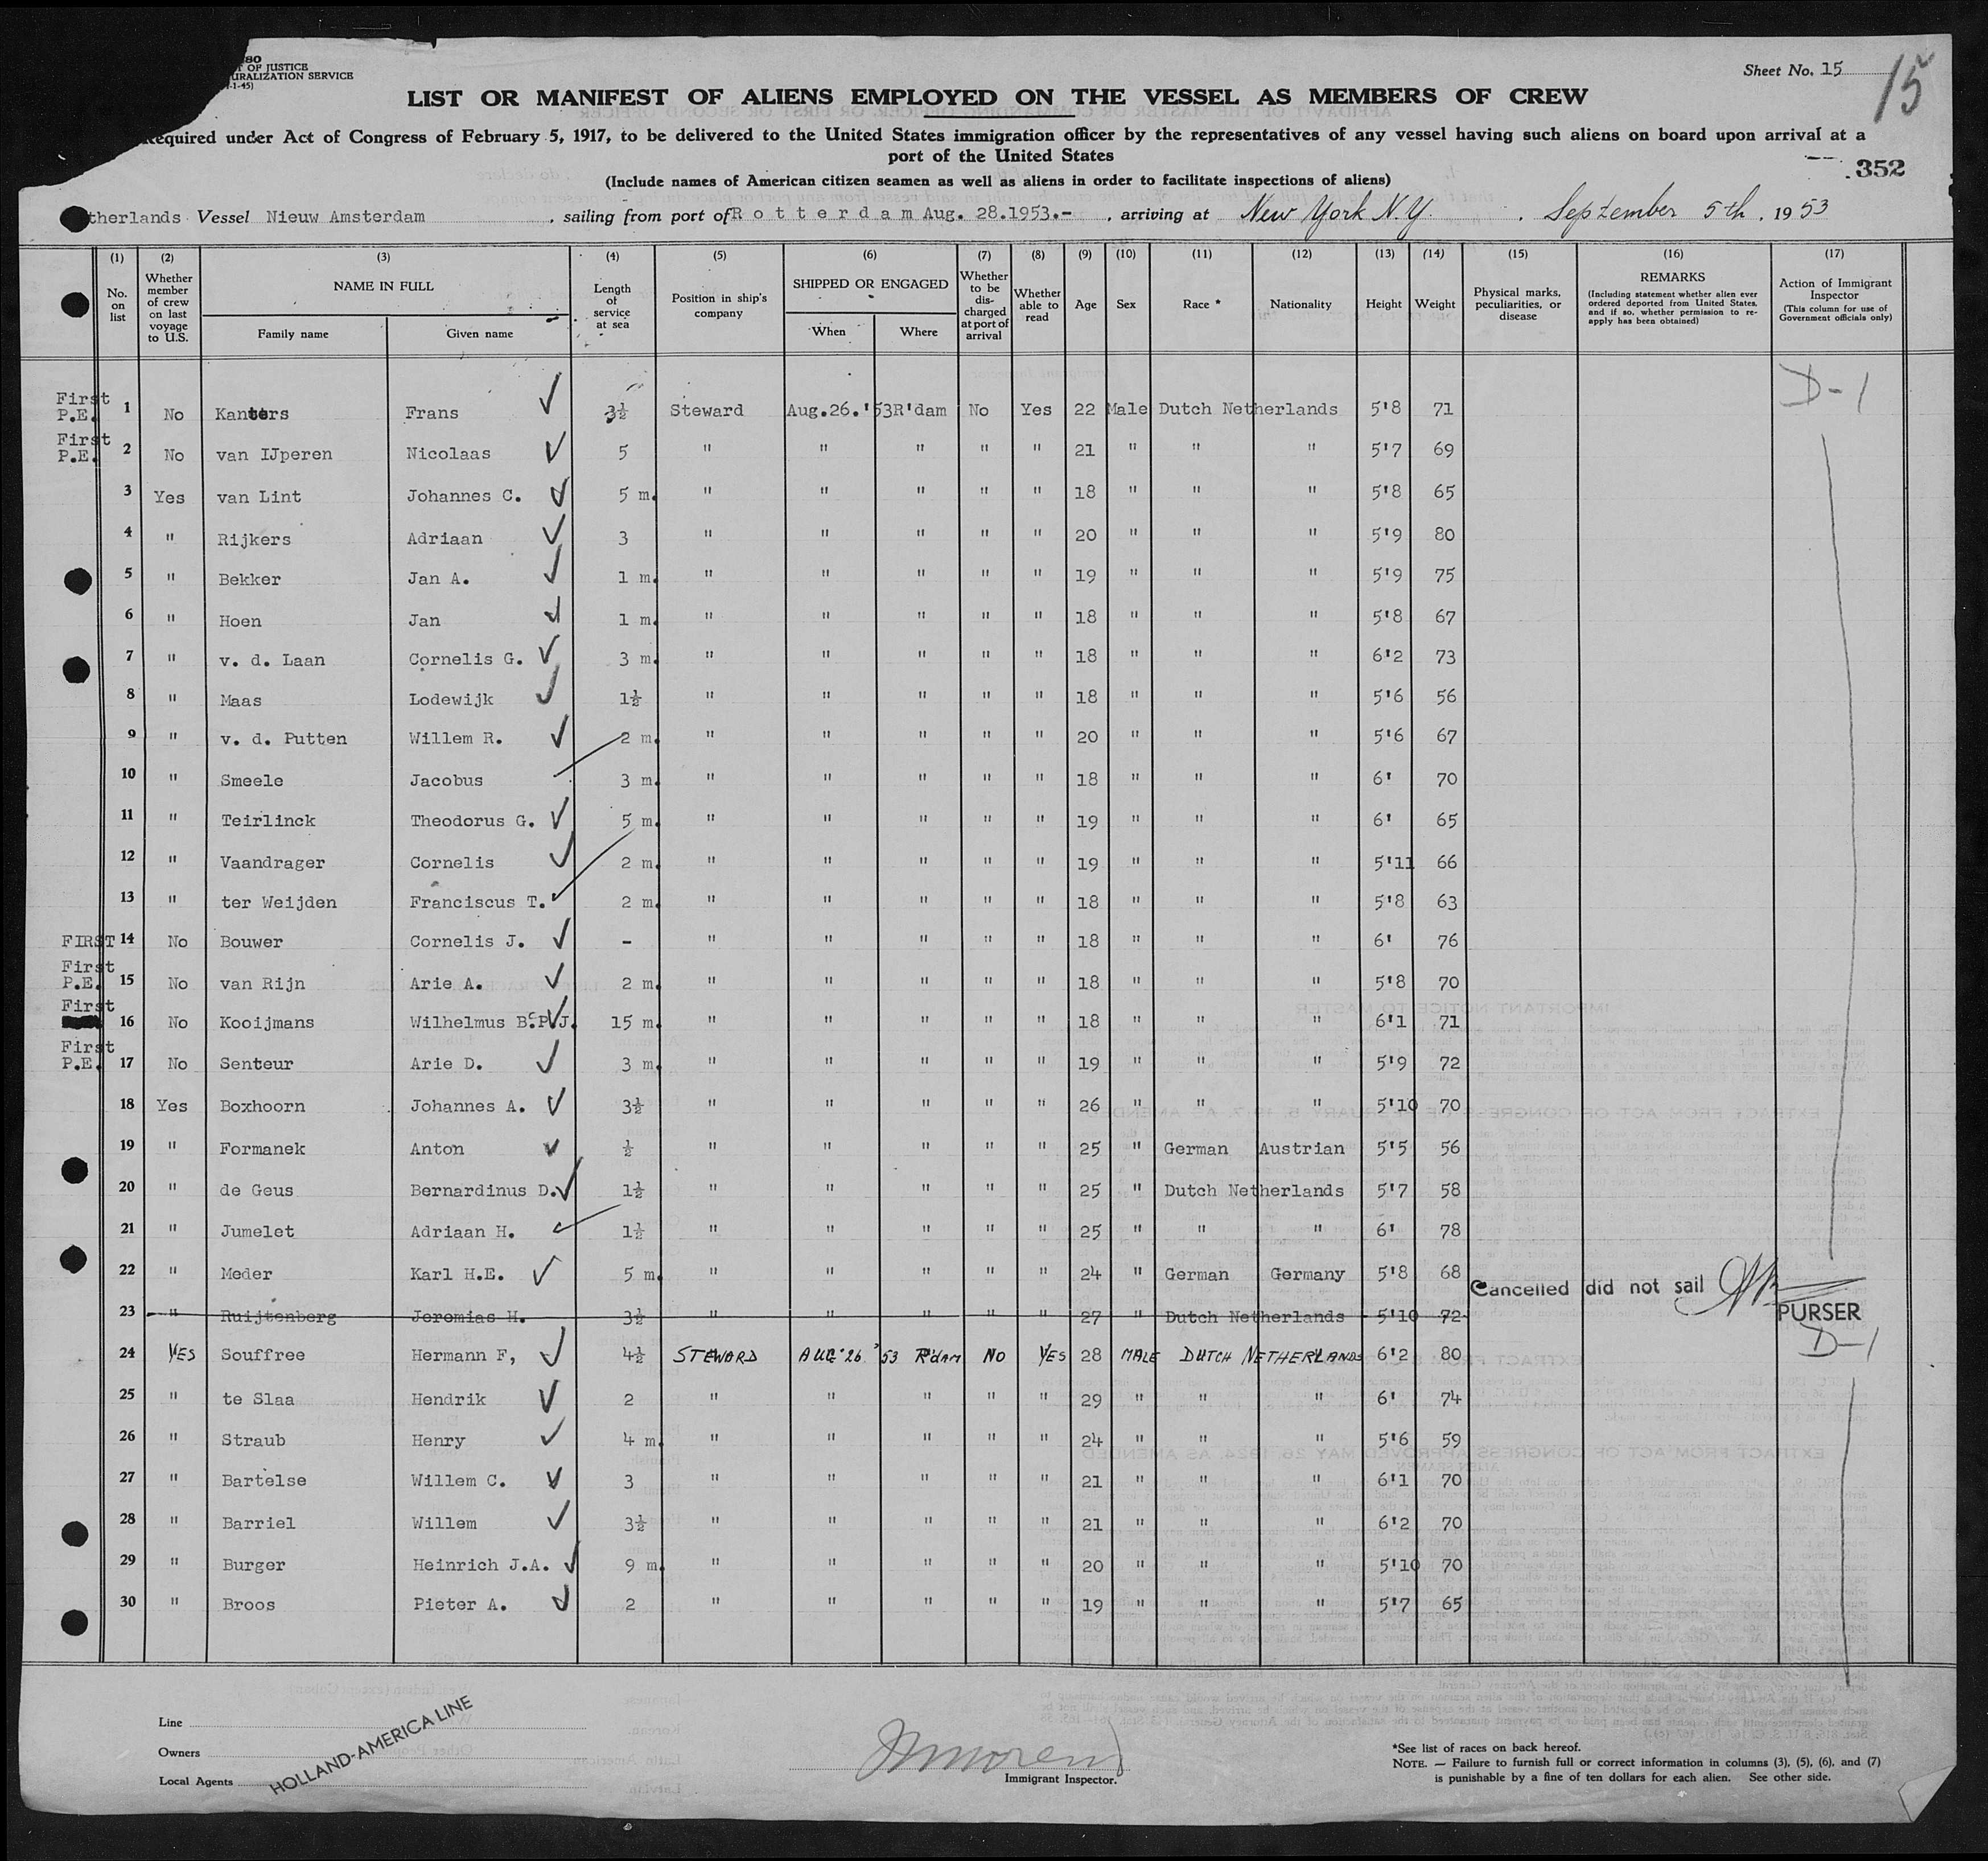 OF JUSTICE
URALIZATION SERVICE
Sheet No. 15
15
LIST OR MANIFEST OF ALIENS EMPLOYED ON THE VESSEL AS MEMBERS OF CREW
equired under Act of Congress of February 5, 1917, to be delivered to the United States immigration officer by the representatives of any vessel having such aliens on board upon arrival at a
port of the United States
352
(Include names of American citizen seamen as well as aliens in order to facilitate inspections of aliens)
therlands Vessel Nieuw Amsterdam , sailing from port of Rotterdam Aug. 28.1953.- , arriving at New York N.Y. , September 5th , 1953
(1) (2) (3) (4) (5) (6) (7) (8) (9) (10) (11) (12) (13) (14) (15) (16) (17)
No. on list
Whether member of crew on last voyage to U.S.
NAME IN FULL
Family name Given name
Length of service at sea
Position in ship's company
SHIPPED OR ENGAGED
When Where
Whether to be dis-charged at port of arrival
Whether able to read
Age
Sex
Race *
Nationality
Height
Weight
Physical marks, peculiarities, or disease
REMARKS
(Including statement whether alien ever ordered deported from United States, and if so, whether permission to re-apply has been obtained)
Action of Immigrant Inspector
(This column for use of Government officials only)
D-1
First P.E. 1 No Kanters Frans 3½ Steward Aug.26.'53 R'dam No Yes 22 Male Dutch Netherlands 5'8 71
First P.E. 2 No van IJperen Nicolaas 5 " " " " " 21 " " " 5'7 69
3 Yes van Lint Johannes C. 5 m. " " " " " 18 " " " 5'8 65
4 " Rijkers Adriaan 3 " " " " " 20 " " " 5'9 80
5 " Bekker Jan A. 1 m. " " " " " 19 " " " 5'9 75
6 " Hoen Jan 1 m. " " " " " 18 " " " 5'8 67
7 " v. d. Laan Cornelis G. 3 m. " " " " " 18 " " " 6'2 73
8 " Maas Lodewijk 1½ " " " " " 18 " " " 5'6 56
9 " v. d. Putten Willem R. 2 m. " " " " " 20 " " " 5'6 67
10 " Smeele Jacobus 3 m. " " " " " 18 " " " 6' 70
11 " Teirlinck Theodorus G. 5 m. " " " " " 19 " " " 6' 65
12 " Vaandrager Cornelis 2 m. " " " " " 19 " " " 5'11 66
13 " ter Weijden Franciscus T. 2 m. " " " " " 18 " " " 5'8 63
FIRST 14 No Bouwer Cornelis J. - " " " " " 18 " " " 6' 76
First P.E. 15 No van Rijn Arie A. 2 m. " " " " " 18 " " " 5'8 70
First 16 No Kooijmans Wilhelmus B.P.J. 15 m. " " " " " 18 " " " 6'1 71
First P.E. 17 No Senteur Arie D. 3 m. " " " " " 19 " " " 5'9 72
18 Yes Boxhoorn Johannes A. 3½ " " " " " 26 " " " 5'10 70
19 " Formanek Anton ½ " " " " " 25 " German Austrian 5'5 56
20 " de Geus Bernardinus D. 1½ " " " " " 25 " Dutch Netherlands 5'7 58
21 " Jumelet Adriaan H. 1½ " " " " " 25 " " " 6' 78
22 " Meder Karl H.E. 5 m. " " " " " 24 " German Germany 5'8 68
Cancelled did not sail
23 " Ruijtenberg Jeromias H. 3½ " " " " " 27 " Dutch Netherlands 5'10 72
PURSER
D-1
24 YES Souffree Hermann F, 4½ STEWARD AUG'26 '53 R'dAM NO YES 28 MALE DUTCH NETHERLANDS 6'2 80
25 " te Slaa Hendrik 2 " " " " " 29 " " " 6' 74
26 " Straub Henry 4 m. " " " " " 24 " " " 5'6 59
27 " Bartelse Willem C. 3 " " " " " 21 " " " 6'1 70
28 " Barriel Willem 3½ " " " " " 21 " " " 6'2 70
29 " Burger Heinrich J.A. 9 m. " " " " " 20 " " " 5'10 70
30 " Broos Pieter A. 2 " " " " " 19 " " " 5'7 65
Line
Owners
Local Agents
HOLLAND-AMERICA LINE
Immigrant Inspector.
*See list of races on back hereof.
NOTE. — Failure to furnish full or correct information in columns (3), (5), (6), and (7)
is punishable by a fine of ten dollars for each alien. See other side.